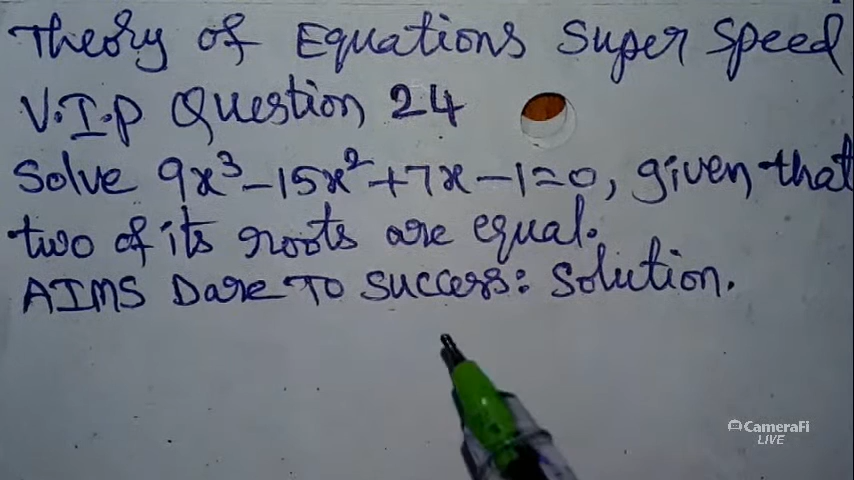 Theory of Equations Super Speed
V.I.P Question 24
Solve 9x³-15x²+7x-1=0, given that
two of its roots are equal.
AIMS Dare To Success: Solution.
CameraFi
LIVE